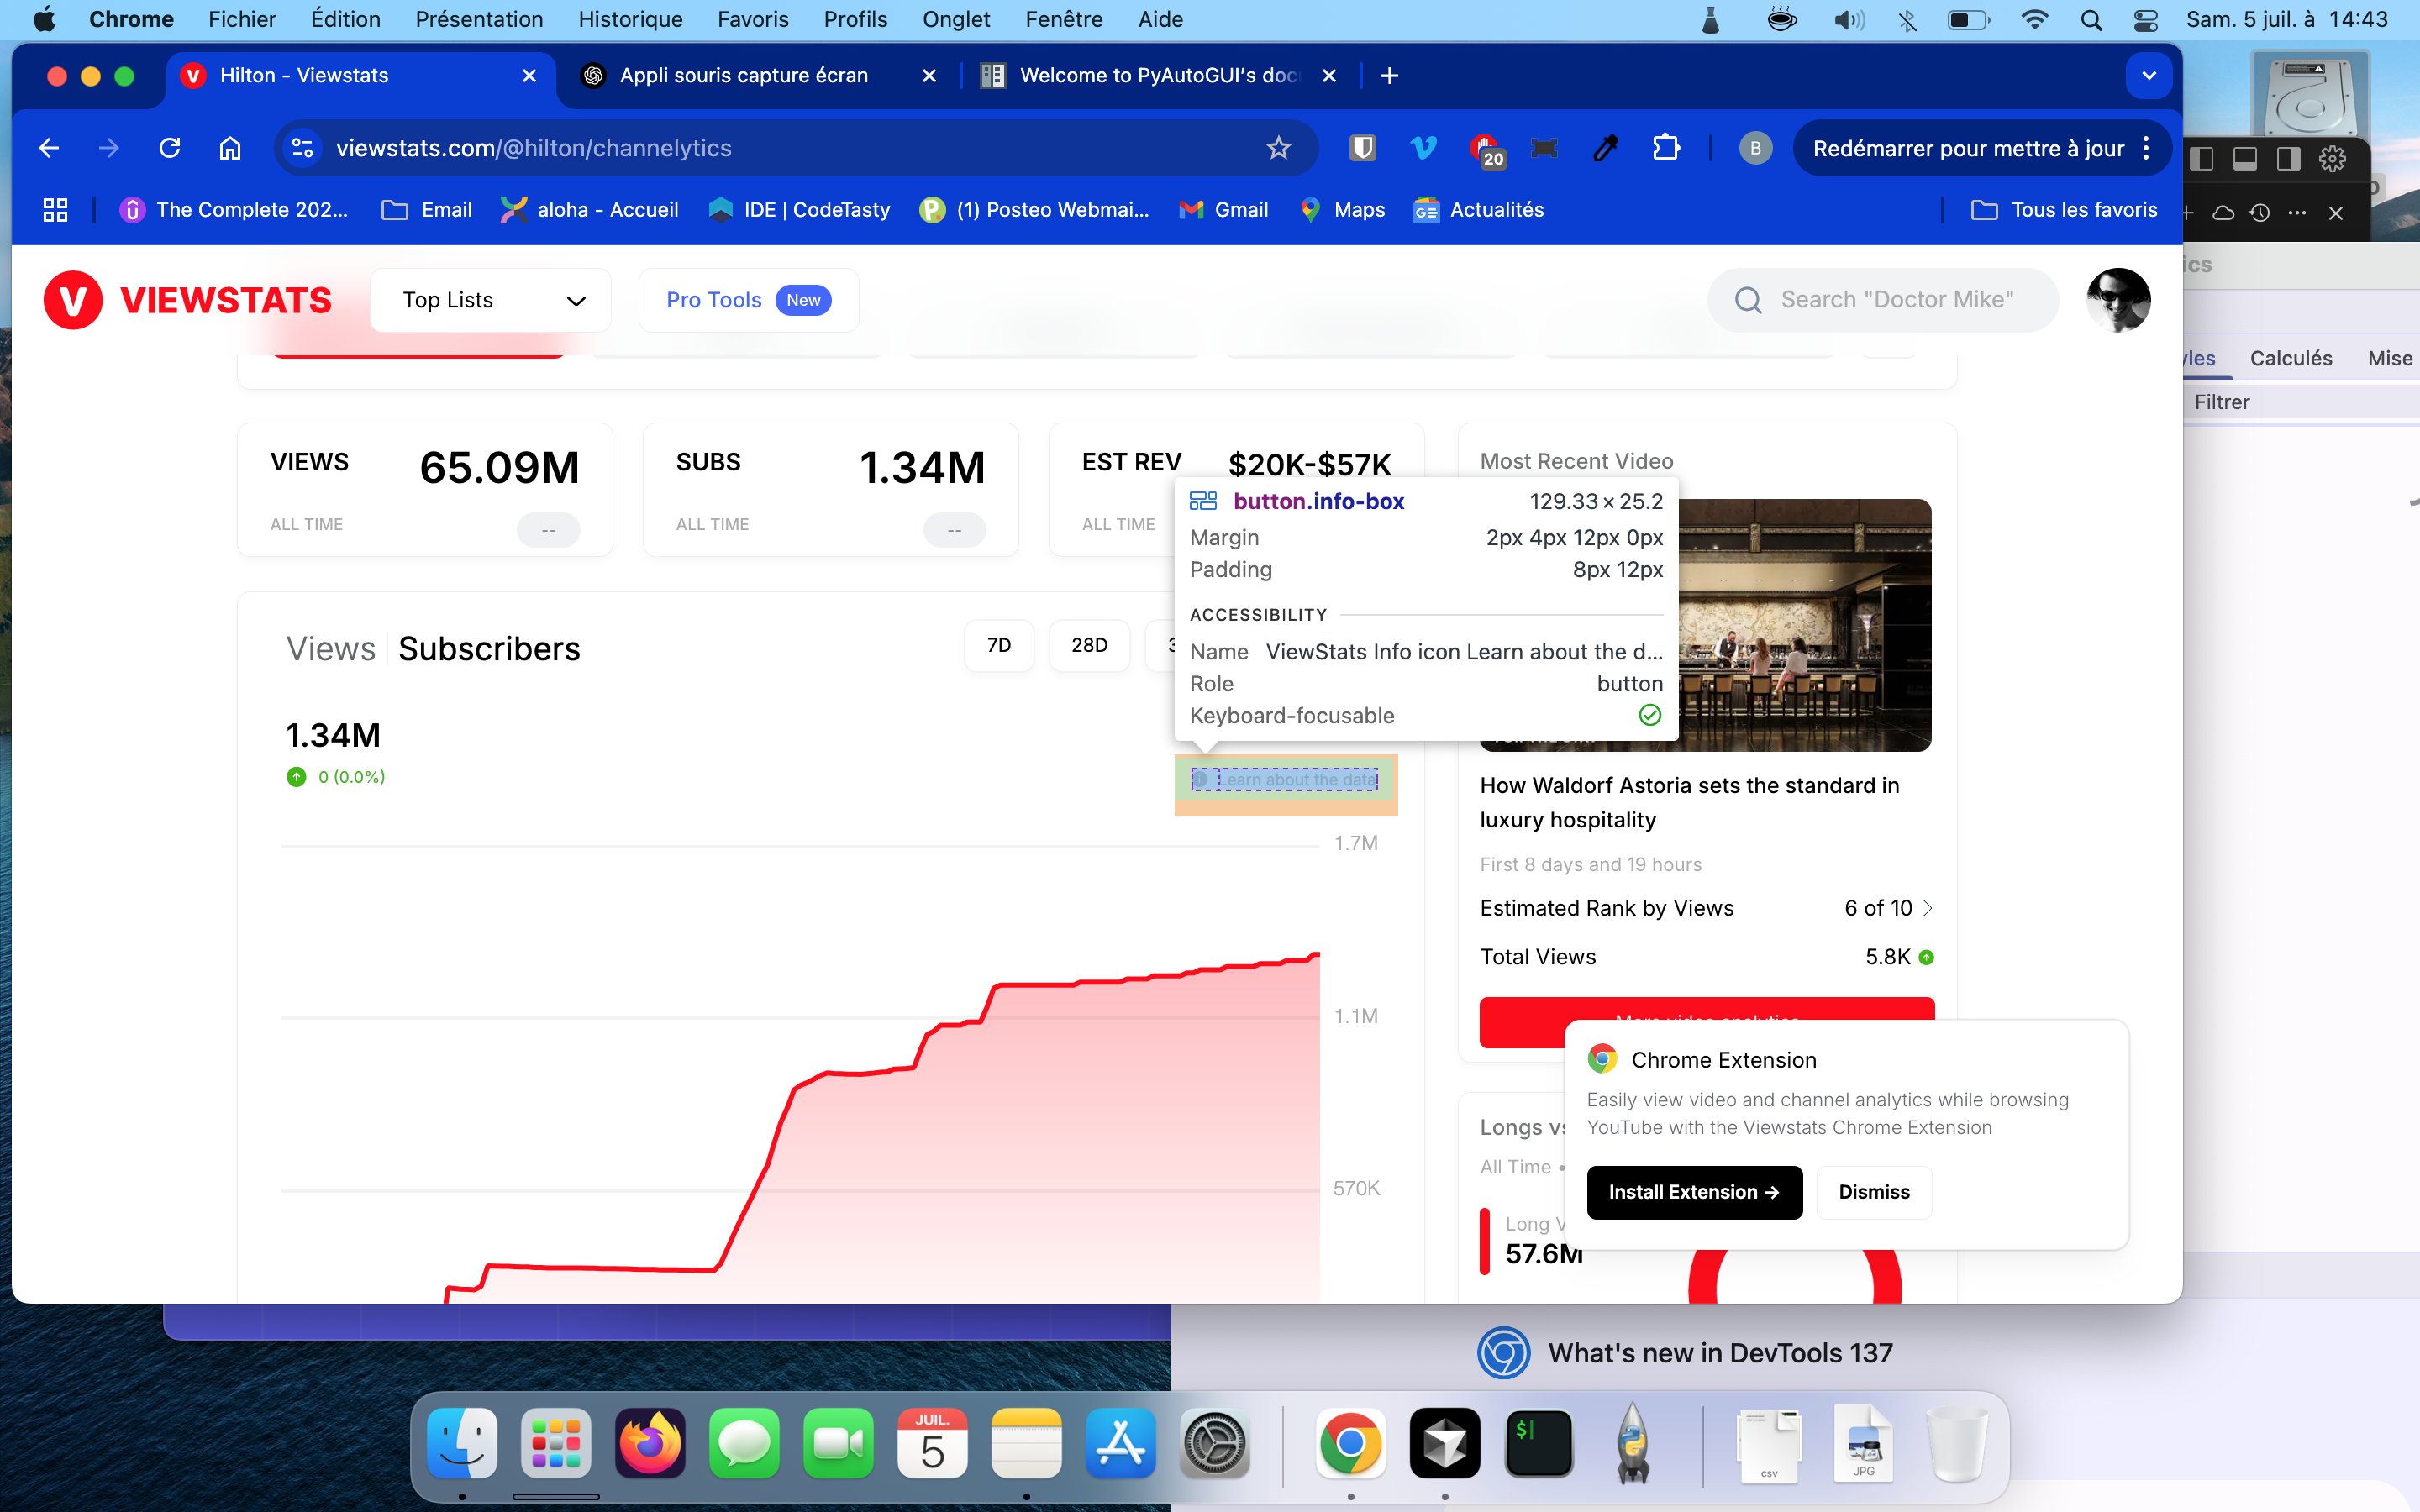 Chrome Fichier Édition Présentation Historique Favoris Profils Onglet Fenêtre Aide Sam. 5 juil. à 14:43
Hilton - Viewstats Appli souris capture écran Welcome to PyAutoGUI's doc
viewstats.com/@hilton/channelytics 20 B Redémarrer pour mettre à jour
The Complete 202... Email aloha - Accueil IDE | CodeTasty (1) Posteo Webmai... Gmail Maps Actualités Tous les favoris
VIEWSTATS Top Lists Pro Tools New Search "Doctor Mike"
Calculés Mise
Filtrer
VIEWS 65.09M
ALL TIME --
SUBS 1.34M
ALL TIME --
EST REV $20K-$57K
ALL TIME
button.info-box 129.33 × 25.2
Margin 2px 4px 12px 0px
Padding 8px 12px
ACCESSIBILITY
Name ViewStats Info icon Learn about the d...
Role button
Keyboard-focusable
Views Subscribers
7D 28D
1.34M
0 (0.0%)
Learn about the data
1.7M
1.1M
570K
Most Recent Video
How Waldorf Astoria sets the standard in
luxury hospitality
First 8 days and 19 hours
Estimated Rank by Views 6 of 10
Total Views 5.8K
More video analytics
Longs vs
All Time •
Long V
57.6M
Chrome Extension
Easily view video and channel analytics while browsing
YouTube with the Viewstats Chrome Extension
Install Extension → Dismiss
What's new in DevTools 137
JUIL.
5
$
CSV
JPG